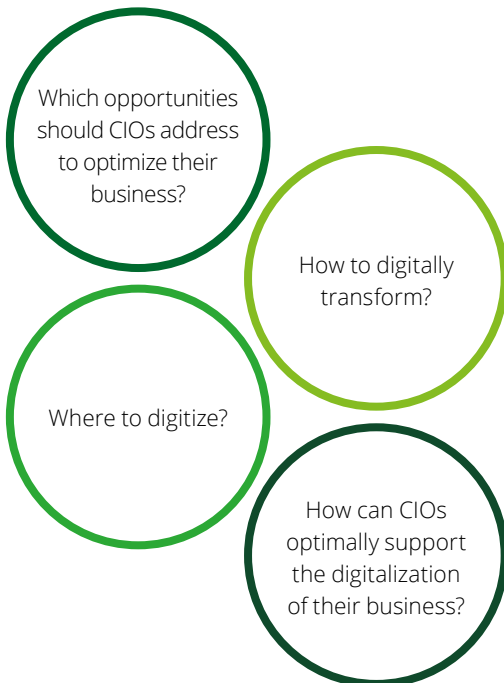 Which opportunities
should CIOs address
to optimize their
business?
How to digitally
transform?
Where to digitize?
How can CIOs
optimally support
the digitalization
of their business?